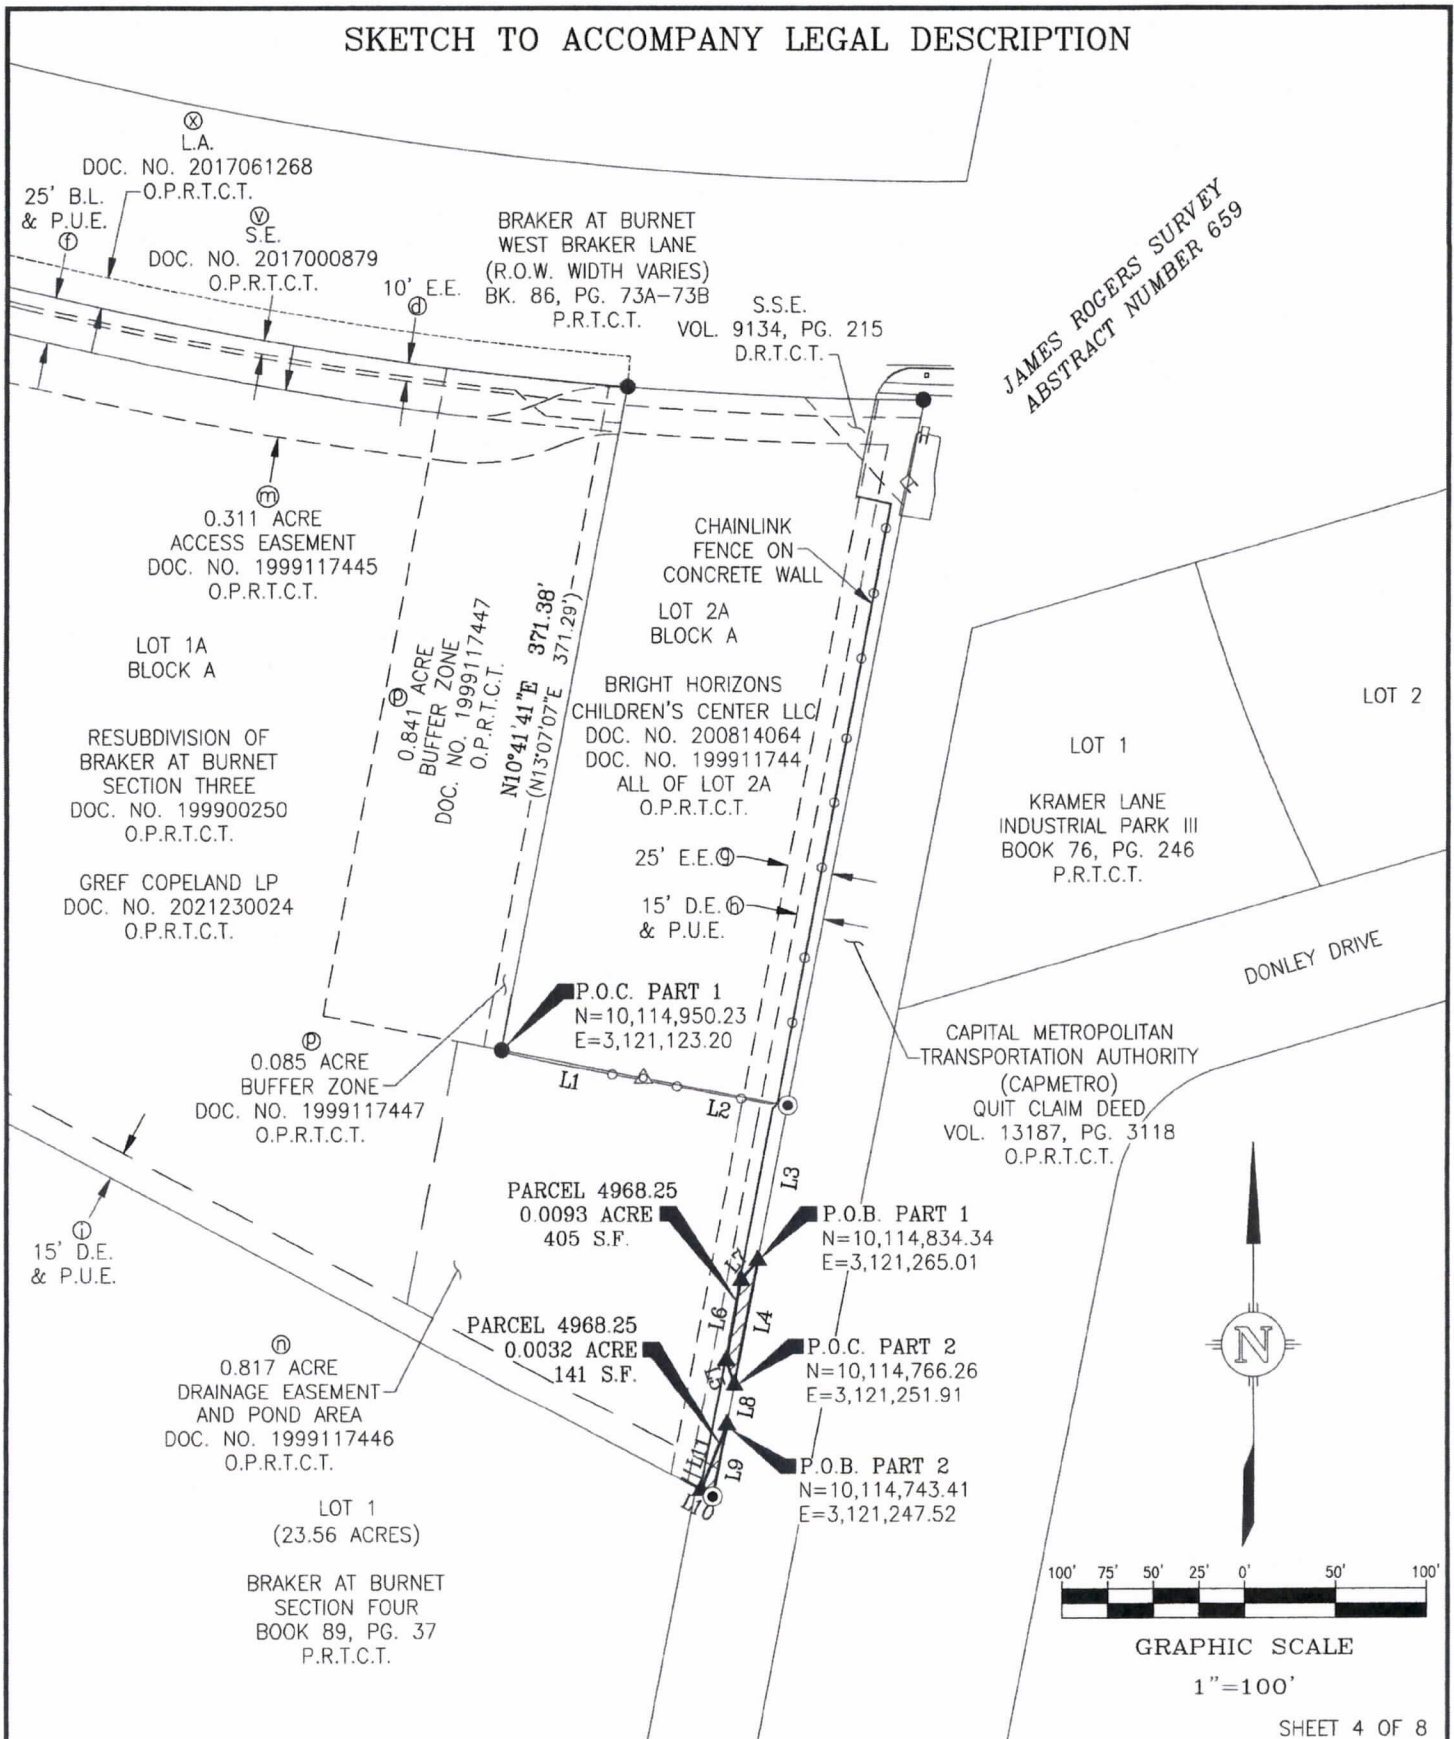 SKETCH TO ACCOMPANY LEGAL DESCRIPTION
ⓧ
L.A.
DOC. NO. 2017061268
O.P.R.T.C.T.
25' B.L.
& P.U.E.
ⓕ
ⓥ
S.E.
DOC. NO. 2017000879
O.P.R.T.C.T.
10' E.E.
ⓓ
BRAKER AT BURNET
WEST BRAKER LANE
(R.O.W. WIDTH VARIES)
BK. 86, PG. 73A-73B
P.R.T.C.T.
S.S.E.
VOL. 9134, PG. 215
D.R.T.C.T.
JAMES ROGERS SURVEY
ABSTRACT NUMBER 659
ⓜ
0.311 ACRE
ACCESS EASEMENT
DOC. NO. 1999117445
O.P.R.T.C.T.
CHAINLINK
FENCE ON
CONCRETE WALL
LOT 1A
BLOCK A
RESUBDIVISION OF
BRAKER AT BURNET
SECTION THREE
DOC. NO. 199900250
O.P.R.T.C.T.
GREF COPELAND LP
DOC. NO. 2021230024
O.P.R.T.C.T.
ⓟ
0.841 ACRE
BUFFER ZONE
DOC. NO. 1999117447
O.P.R.T.C.T.
N10°41'41"E 371.38'
(N13°07'07"E 371.29')
LOT 2A
BLOCK A
BRIGHT HORIZONS
CHILDREN'S CENTER LLC
DOC. NO. 200814064
DOC. NO. 199911744
ALL OF LOT 2A
O.P.R.T.C.T.
25' E.E. ⓖ
15' D.E. ⓗ
& P.U.E.
LOT 2
LOT 1
KRAMER LANE
INDUSTRIAL PARK III
BOOK 76, PG. 246
P.R.T.C.T.
DONLEY DRIVE
P.O.C. PART 1
N=10,114,950.23
E=3,121,123.20
CAPITAL METROPOLITAN
TRANSPORTATION AUTHORITY
(CAPMETRO)
QUIT CLAIM DEED
VOL. 13187, PG. 3118
O.P.R.T.C.T.
ⓟ
0.085 ACRE
BUFFER ZONE
DOC. NO. 1999117447
O.P.R.T.C.T.
L1
L2
L3
ⓘ
15' D.E.
& P.U.E.
PARCEL 4968.25
0.0093 ACRE
405 S.F.
P.O.B. PART 1
N=10,114,834.34
E=3,121,265.01
L7
L6
L4
PARCEL 4968.25
0.0032 ACRE
141 S.F.
P.O.C. PART 2
N=10,114,766.26
E=3,121,251.91
L5
L8
ⓝ
0.817 ACRE
DRAINAGE EASEMENT
AND POND AREA
DOC. NO. 1999117446
O.P.R.T.C.T.
L11
L9
L10
P.O.B. PART 2
N=10,114,743.41
E=3,121,247.52
LOT 1
(23.56 ACRES)
BRAKER AT BURNET
SECTION FOUR
BOOK 89, PG. 37
P.R.T.C.T.
N
100' 75' 50' 25' 0' 50' 100'
GRAPHIC SCALE
1"=100'
SHEET 4 OF 8